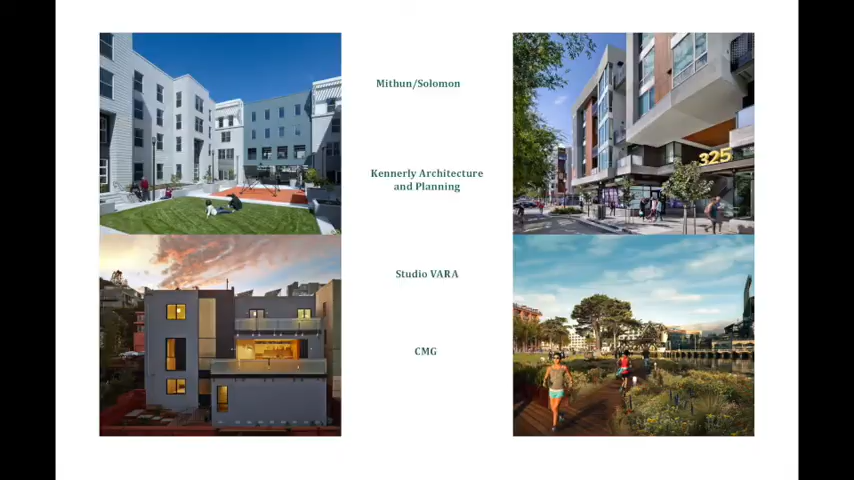 Mithun/Solomon
Kennerly Architecture
and Planning
Studio VARA
CMG
325